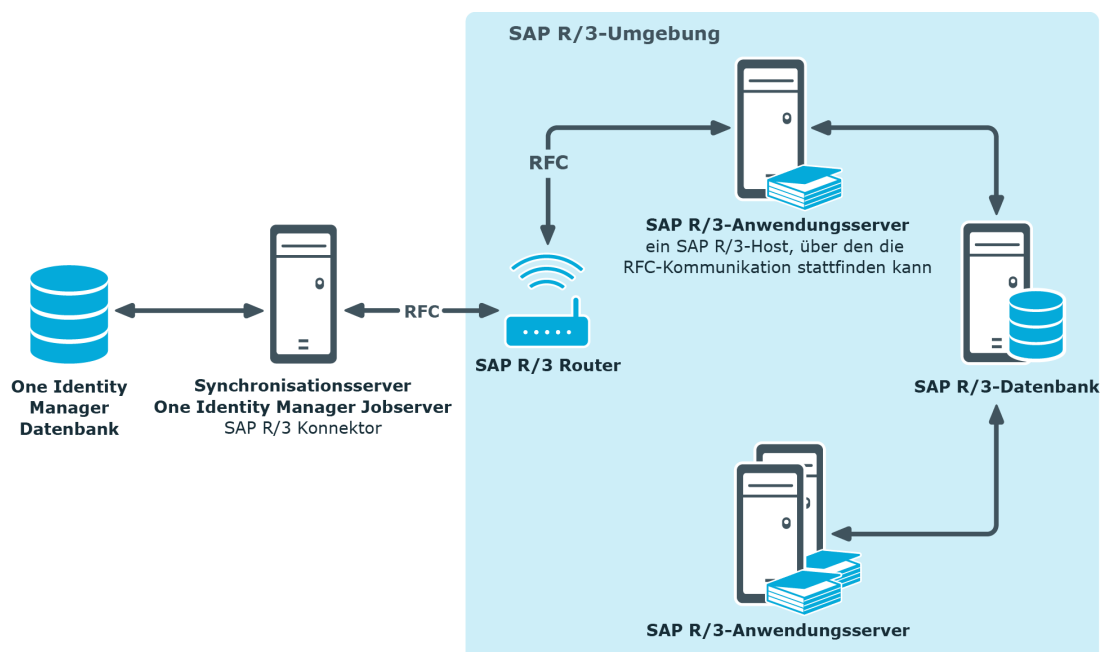 SAP R/3-Umgebung
RFC
SAP R/3-Anwendungsserver
ein SAP R/3-Host, über den die
RFC-Kommunikation stattfinden kann
RFC
SAP R/3 Router
One Identity
Manager
Datenbank
Synchronisationsserver
One Identity Manager Jobserver
SAP R/3 Konnektor
SAP R/3-Datenbank
SAP R/3-Anwendungsserver